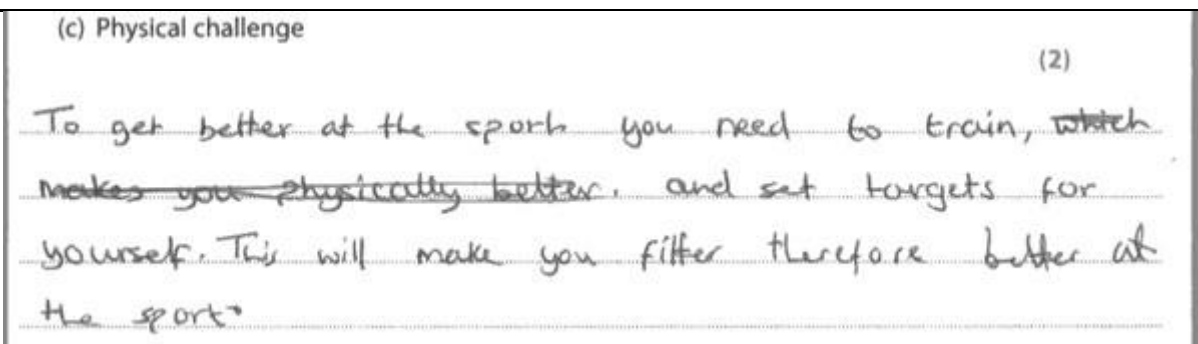 (c) Physical challenge
(2)
To get better at the sport you need to train, which
makes you physically better. and set targets for
yourself. This will make you fitter therefore better at
the sport.